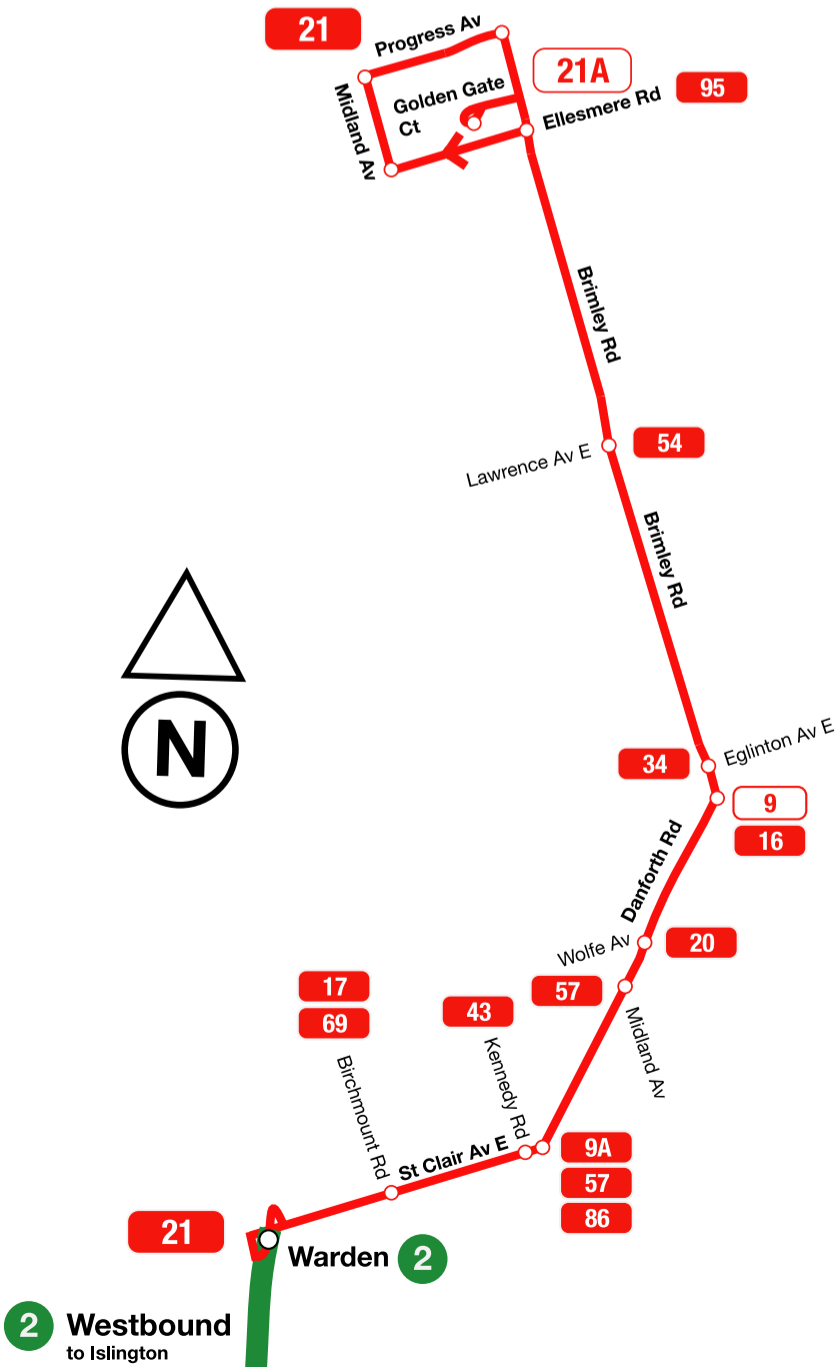 21
Progress Av
21A
Golden Gate
Ct
Midland Av
Ellesmere Rd
95
Brimley Rd
54
Lawrence Av E
Brimley Rd
N
Eglinton Av E
34
9
16
Danforth Rd
Wolfe Av
20
57
Midland Av
17
69
43
Birchmount Rd
Kennedy Rd
St Clair Av E
9A
57
86
21
Warden 2
2 Westbound
to Islington